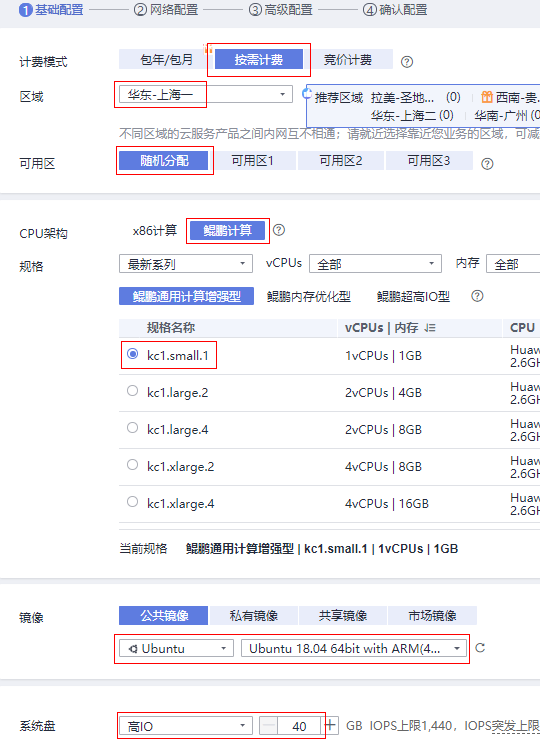 1 基础配置 2 网络配置 3 高级配置 4 确认配置
计费模式 包年/包月 按需计费 竞价计费 ?
区域 华东-上海一 推荐区域 拉美-圣地... (0) 西南-贵...
华东-上海二 (0) 华南-广州 (0
不同区域的云服务产品之间内网互不相通；请就近选择靠近您业务的区域，可减
可用区 随机分配 可用区1 可用区2 可用区3 ?
CPU架构 x86计算 鲲鹏计算 ?
规格 最新系列 vCPUs 全部 内存 全部
鲲鹏通用计算增强型 鲲鹏内存优化型 鲲鹏超高IO型 ?
规格名称 vCPUs | 内存 CPU
kc1.small.1 1vCPUs | 1GB Huaw
2.6GH
kc1.large.2 2vCPUs | 4GB Huaw
2.6GH
kc1.large.4 2vCPUs | 8GB Huaw
2.6GH
kc1.xlarge.2 4vCPUs | 8GB Huaw
2.6GH
kc1.xlarge.4 4vCPUs | 16GB Huaw
2.6GH
当前规格 鲲鹏通用计算增强型 | kc1.small.1 | 1vCPUs | 1GB
镜像 公共镜像 私有镜像 共享镜像 市场镜像
Ubuntu Ubuntu 18.04 64bit with ARM(4...
系统盘 高IO 40 + GB IOPS上限1,440，IOPS突发上限